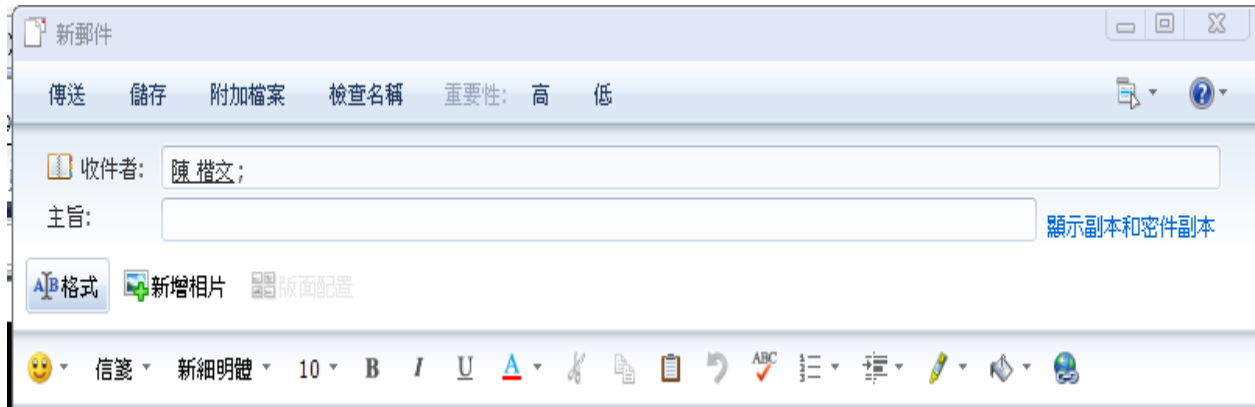 新郵件
傳送 儲存 附加檔案 檢查名稱 重要性: 高 低
收件者: 陳 楷文;
主旨:
顯示副本和密件副本
格式 新增相片 版面配置
信箋 新細明體 10 B I U A ABC